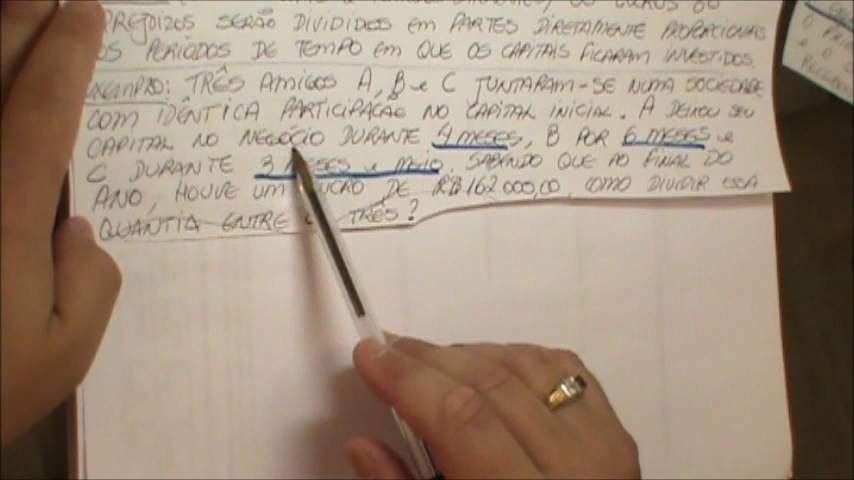 PREJUÍZOS SERÃO DIVIDIDOS EM PARTES DIRETAMENTE PROPORCIONAIS
OS PERÍODOS DE TEMPO EM QUE OS CAPITAIS FICARAM INVESTIDOS.
EXEMPLO: TRÊS AMIGOS A, B e C JUNTARAM-SE NUMA SOCIEDADE
COM IDÊNTICA PARTICIPAÇÃO NO CAPITAL INICIAL. A DEIXOU SEU
CAPITAL NO NEGÓCIO DURANTE 4 MESES, B POR 6 MESES e
C DURANTE 3 MESES e MEIO. SABENDO QUE AO FINAL DO
ANO, HOUVE UM LUCRO DE R$ 162 000,00, COMO DIVIDIR ESSA
QUANTIA ENTRE OS TRÊS?